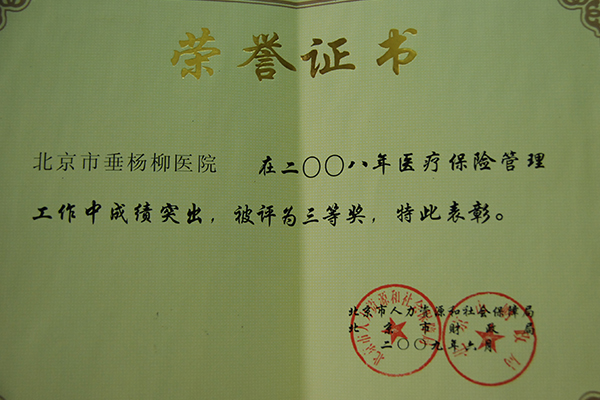 荣誉证书
北京市垂杨柳医院 在二〇〇八年医疗保险管理
工作中成绩突出，被评为三等奖，特此表彰。
北京市人力资源和社会保障局
北京市财政局
二〇〇九年六月